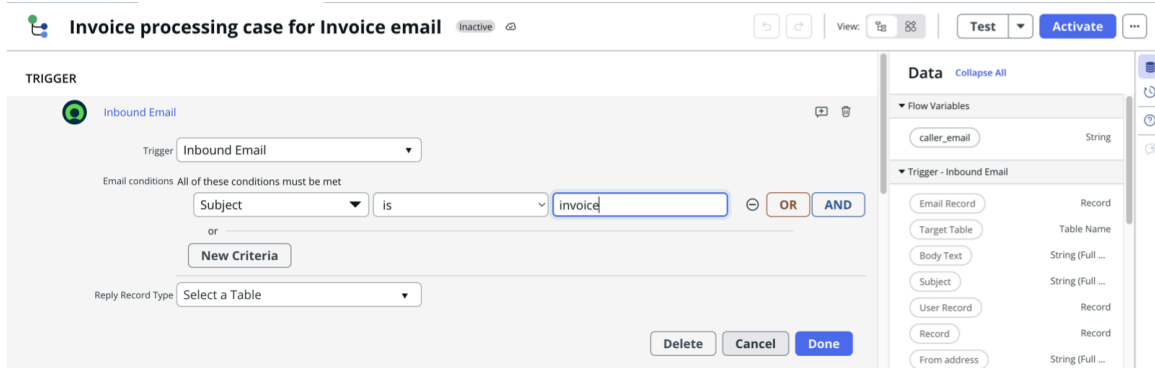 Invoice processing case for Invoice email Inactive View: Test Activate
TRIGGER
Inbound Email
Trigger Inbound Email
Email conditions All of these conditions must be met
Subject is invoice OR AND
or
New Criteria
Reply Record Type Select a Table
Delete Cancel Done
Data Collapse All
Flow Variables
caller_email String
Trigger - Inbound Email
Email Record Record
Target Table Table Name
Body Text String (Full ...
Subject String (Full ...
User Record Record
Record Record
From address String (Full ...